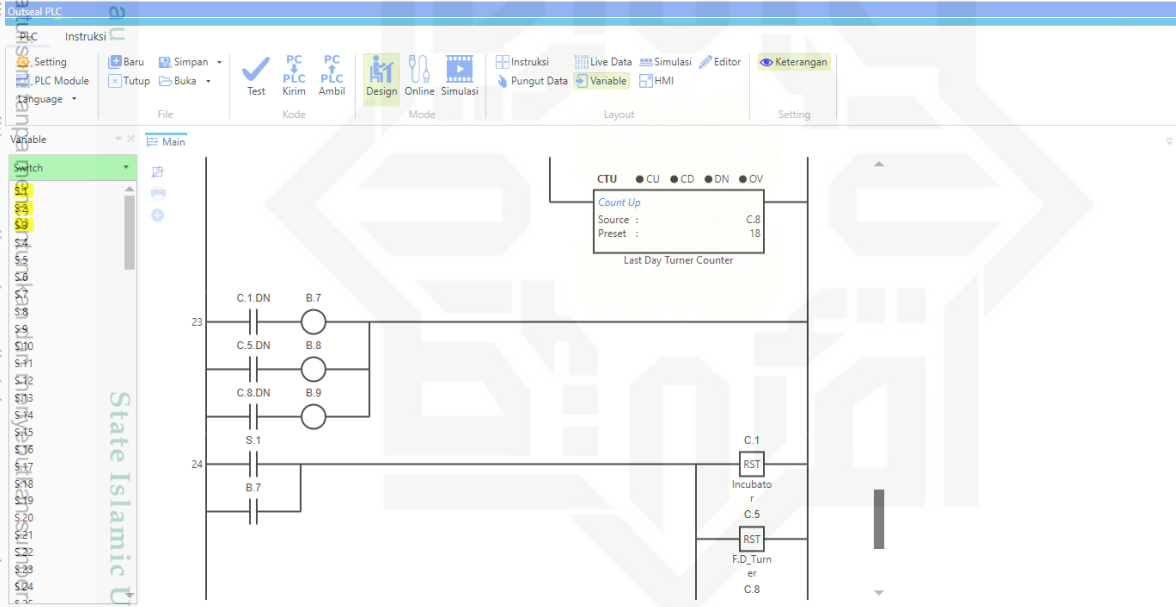 Outseal PLC
PLC Instruksi
Setting
PLC Module
Language
Baru Simpan
Tutup Buka
File
Test
PC PLC Kirim
PC PLC Ambil
Kode
Design Online Simulasi
Mode
Instruksi Live Data Simulasi Editor
Pungut Data Variable HMI
Layout
Keterangan
Setting
Variable
Main
Switch
S.1
S.2
S.3
S.4
S.5
S.6
S.7
S.8
S.9
S.10
S.11
S.12
S.13
S.14
S.15
S.16
S.17
S.18
S.19
S.20
S.21
S.22
S.23
S.24
CTU CU CD DN OV
Count Up
Source : C.8
Preset : 18
Last Day Turner Counter
C.1.DN B.7
23
C.5.DN B.8
C.8.DN B.9
S.1 C.1
24 RST
Incubato
r
B.7
C.5
RST
F.D_Turn
er
C.8
State Islamic U